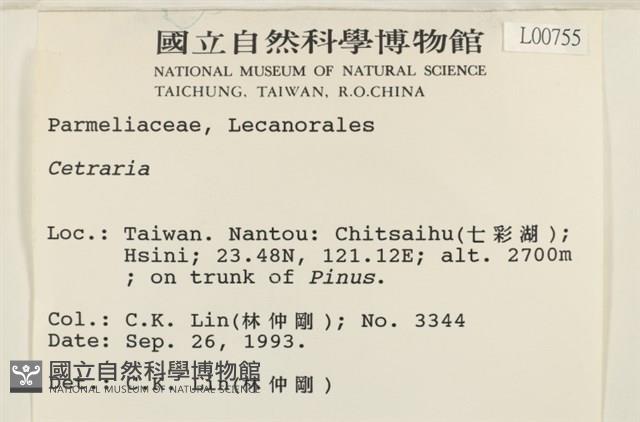 國立自然科學博物館
L00755
NATIONAL MUSEUM OF NATURAL SCIENCE
TAICHUNG, TAIWAN, R.O.CHINA
Parmeliaceae, Lecanorales
Cetraria
Loc.: Taiwan. Nantou: Chitsaihu(七彩湖);
Hsini; 23.48N, 121.12E; alt. 2700m
; on trunk of Pinus.
Col.: C.K. Lin(林仲剛); No. 3344
Date: Sep. 26, 1993.
國立自然科學博物館
NATIONAL MUSEUM OF NATURAL SCIENCE
Det.: C.K. Lin(林仲剛)